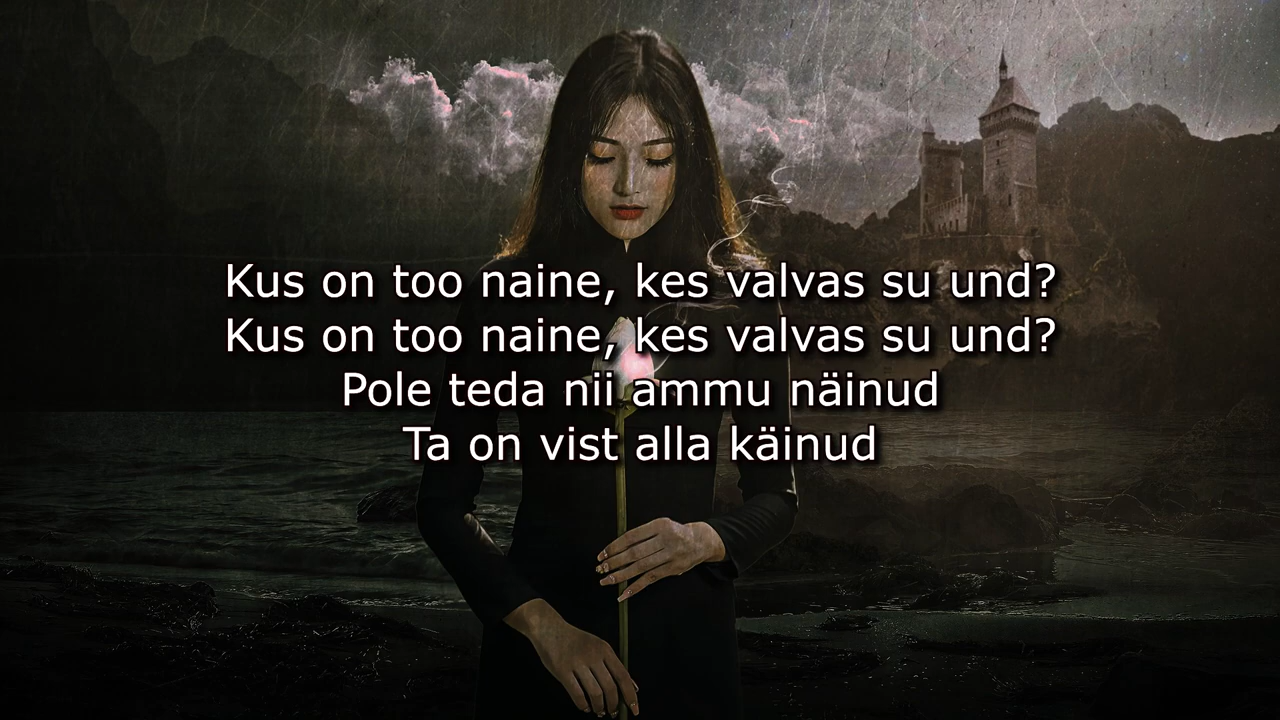 Kus on too naine, kes valvas su und?
Kus on too naine, kes valvas su und?
Pole teda nii ammu näinud
Ta on vist alla käinud